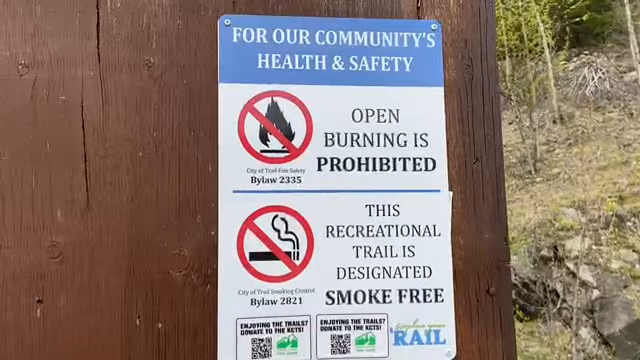 FOR OUR COMMUNITY'S
HEALTH & SAFETY
OPEN
BURNING IS
PROHIBITED
City of Trail Fire Safety
Bylaw 2335
THIS
RECREATIONAL
TRAIL IS
DESIGNATED
SMOKE FREE
City of Trail Smoking Control
Bylaw 2821
ENJOYING THE TRAILS?
DONATE TO THE KCTS!
ENJOYING THE TRAILS?
DONATE TO THE KCTS!
RAIL